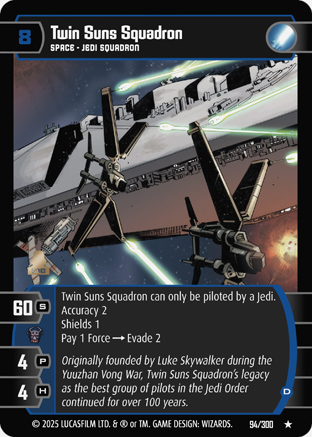 8 Twin Suns Squadron
SPACE - JEDI SQUADRON
Twin Suns Squadron can only be piloted by a Jedi.
60 S Accuracy 2
Shields 1
Pay 1 Force → Evade 2
4 P Originally founded by Luke Skywalker during the
Yuuzhan Vong War, Twin Suns Squadron's legacy
4 H as the best group of pilots in the Jedi Order
continued for over 100 years.
D
© 2025 LUCASFILM LTD. & ® or TM. GAME DESIGN: WIZARDS. 94/300 ★